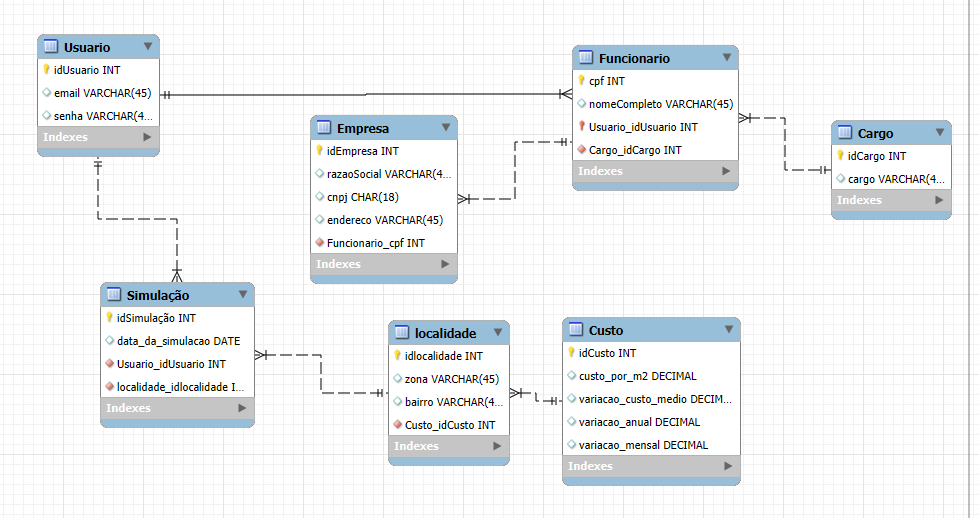 Usuario
idUsuario INT
email VARCHAR(45)
senha VARCHAR(4...
Indexes
Funcionario
cpf INT
nomeCompleto VARCHAR(45)
Usuario_idUsuario INT
Cargo_idCargo INT
Indexes
Empresa
idEmpresa INT
razaoSocial VARCHAR(4...
cnpj CHAR(18)
endereco VARCHAR(45)
Funcionario_cpf INT
Indexes
Cargo
idCargo INT
cargo VARCHAR(4...
Indexes
Simulação
idSimulação INT
data_da_simulacao DATE
Usuario_idUsuario INT
localidade_idlocalidade I...
Indexes
localidade
idlocalidade INT
zona VARCHAR(45)
bairro VARCHAR(4...
Custo_idCusto INT
Indexes
Custo
idCusto INT
custo_por_m2 DECIMAL
variacao_custo_medio DECIM...
variacao_anual DECIMAL
variacao_mensal DECIMAL
Indexes